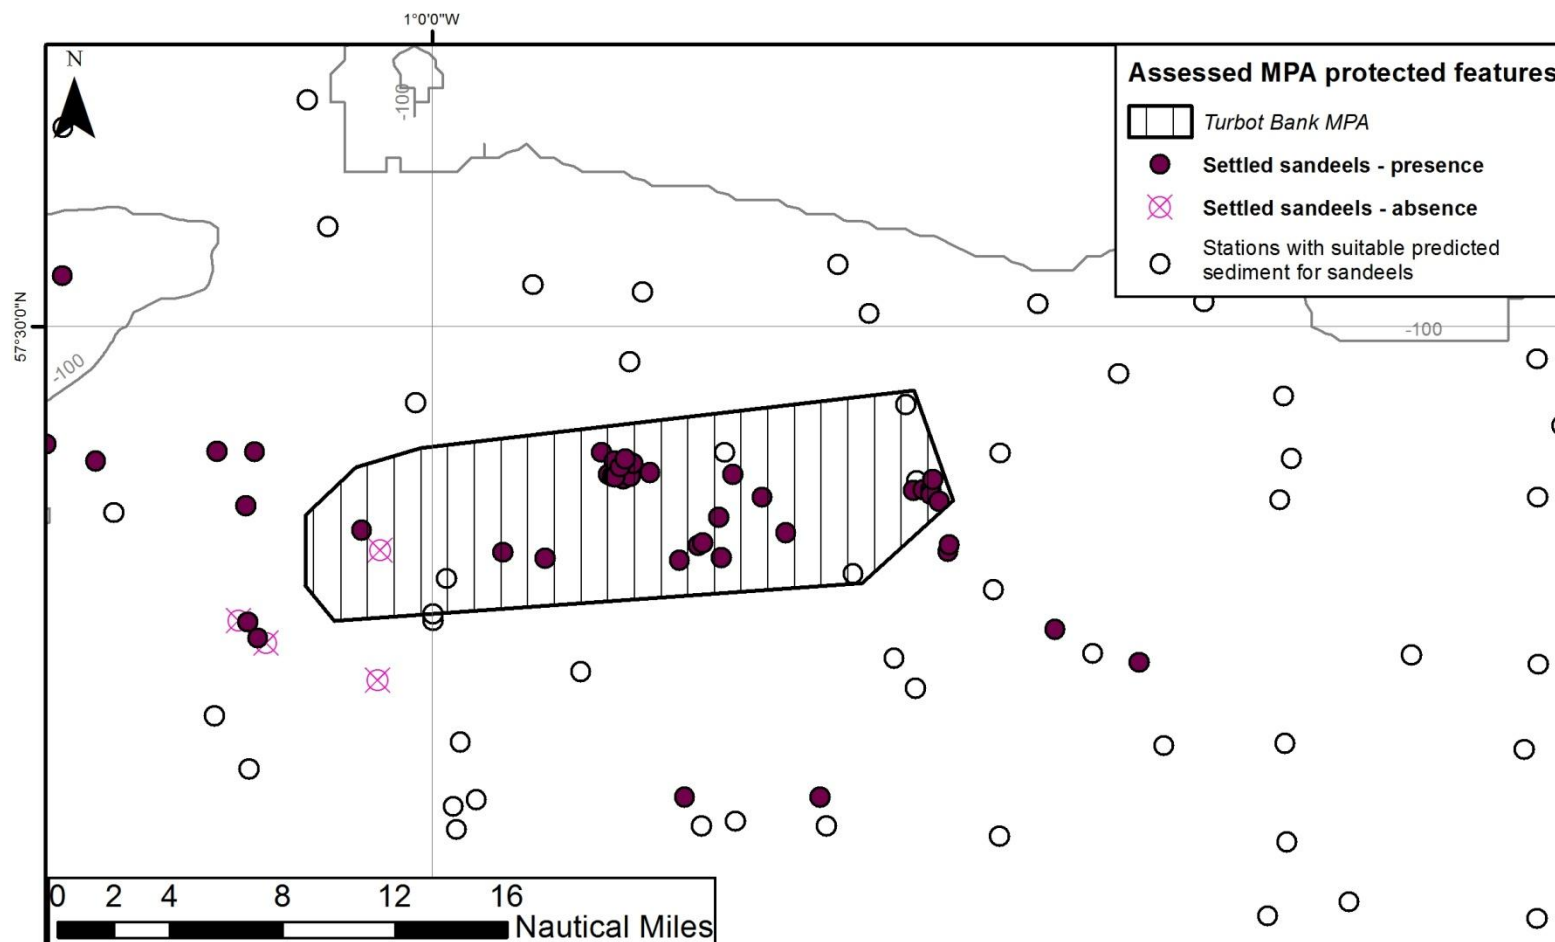 1°0'0"W
N
-100
Assessed MPA protected features
Turbot Bank MPA
Settled sandeels - presence
Settled sandeels - absence
Stations with suitable predicted
sediment for sandeels
57°30'0"N
-100
-100
0 2 4 8 12 16
Nautical Miles